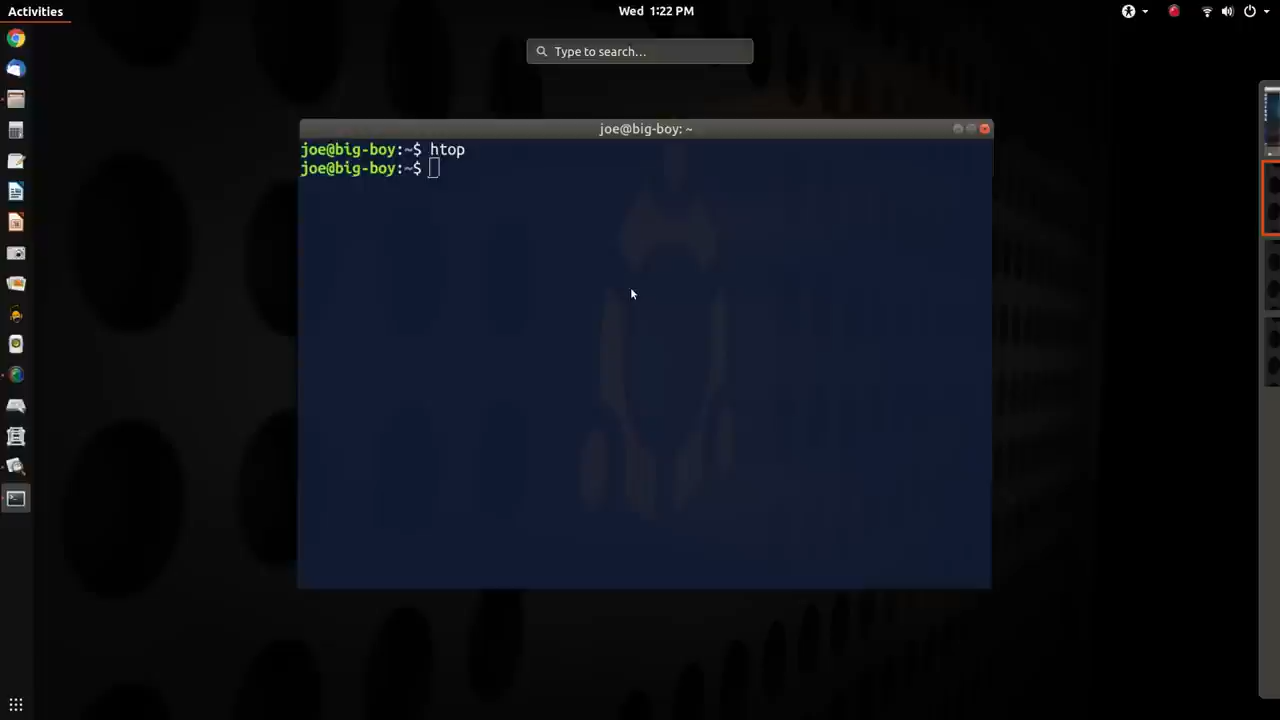 Activities
Wed 1:22 PM
Type to search...
joe@big-boy: ~
joe@big-boy:~$ htop
joe@big-boy:~$